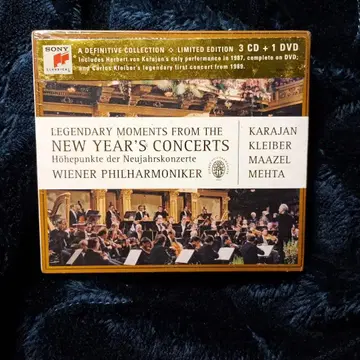 SONY
CLASSICAL
A DEFINITIVE COLLECTION ◇ LIMITED EDITION 3 CD + 1 DVD
Includes Herbert von Karajan's only performance in 1987, complete on DVD;
and Carlos Kleiber's legendary first concert from 1989.
LEGENDARY MOMENTS FROM THE
NEW YEAR'S CONCERTS
Höhepunkte der Neujahrskonzerte
WIENER PHILHARMONIKER
KARAJAN
KLEIBER
MAAZEL
MEHTA